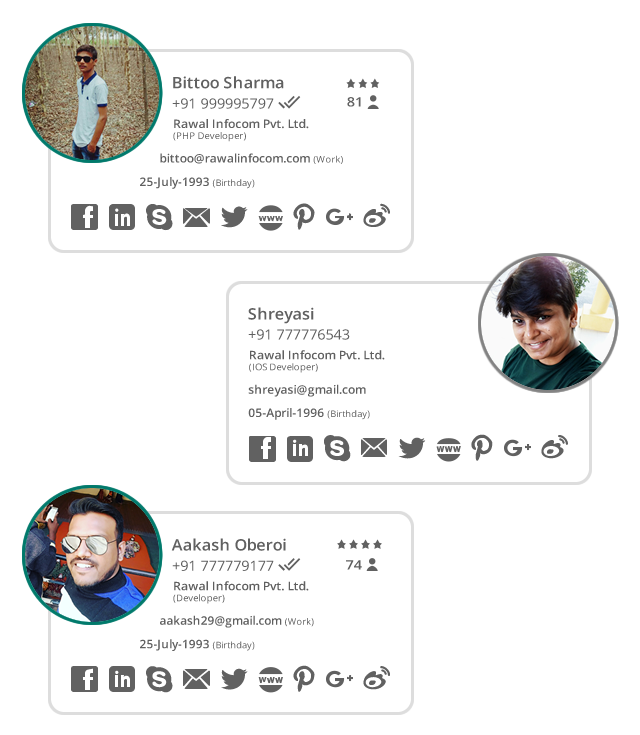 Bittoo Sharma
+91 999995797
81
Rawal Infocom Pvt. Ltd.
(PHP Developer)
bittoo@rawalinfocom.com (Work)
25-July-1993 (Birthday)
f in S www G+
Shreyasi
+91 777776543
Rawal Infocom Pvt. Ltd.
(IOS Developer)
shreyasi@gmail.com
05-April-1996 (Birthday)
f in S www G+
Aakash Oberoi
+91 777779177
74
Rawal Infocom Pvt. Ltd.
(Developer)
aakash29@gmail.com (Work)
25-July-1993 (Birthday)
f in S www G+